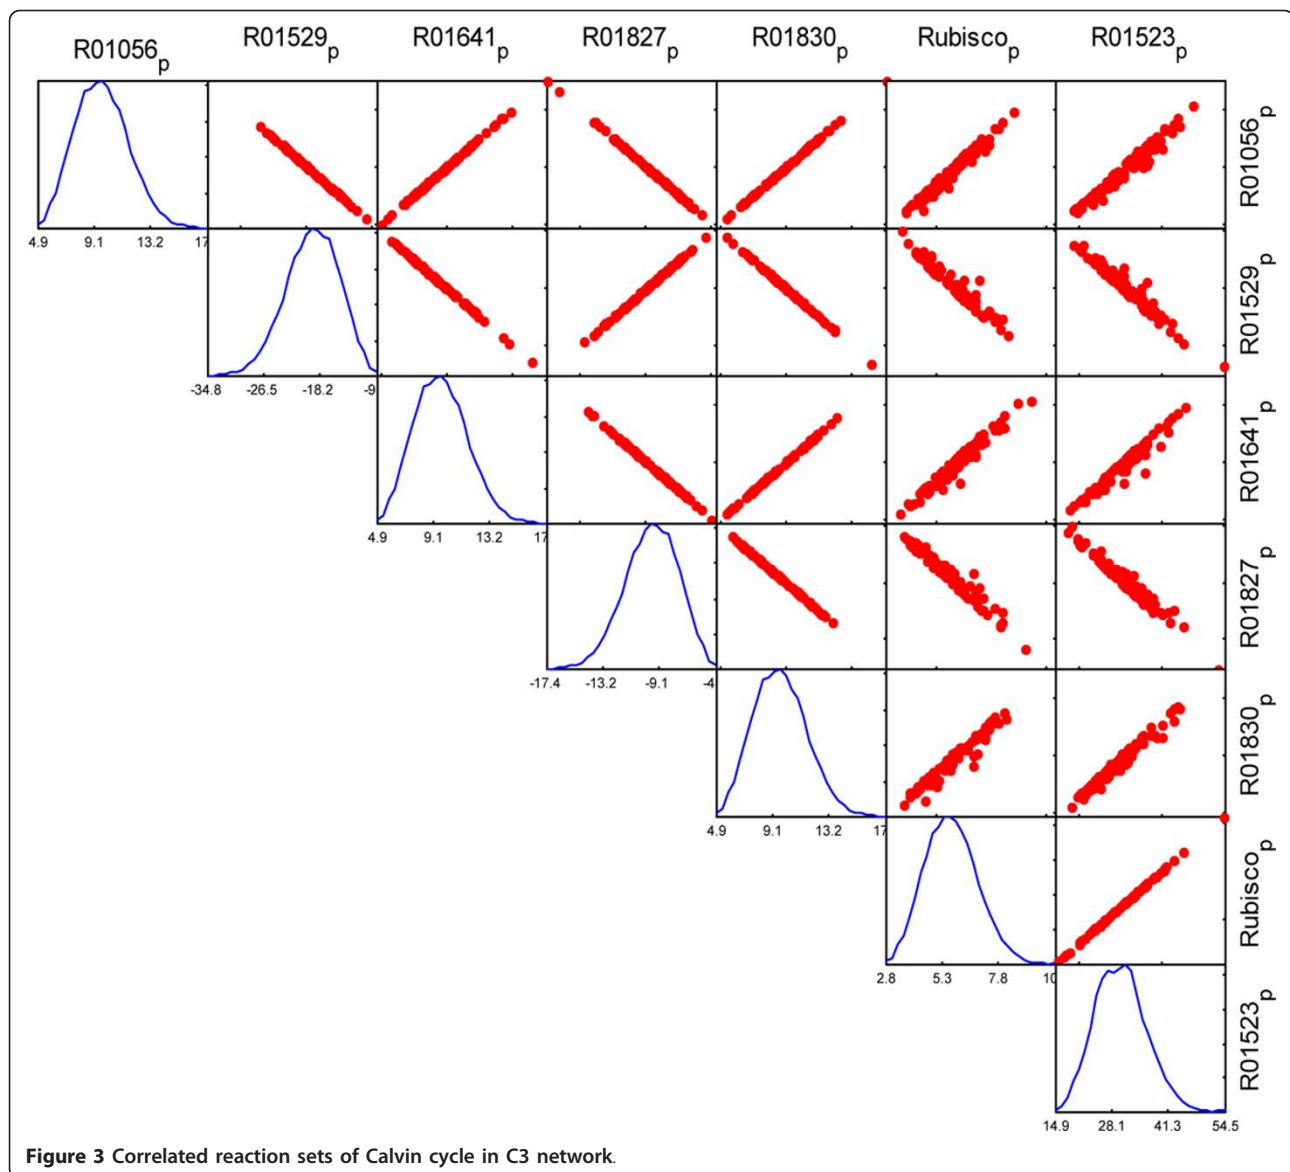 R01056p R01529p R01641p R01827p R01830p Rubiscop R01523p
R01056p
4.9 9.1 13.2 17
R01529p
-34.8 -26.5 -18.2 -9
R01641p
4.9 9.1 13.2 17
R01827p
-17.4 -13.2 -9.1 -4
R01830p
4.9 9.1 13.2 17
Rubiscop
2.8 5.3 7.8 10
R01523p
14.9 28.1 41.3 54.5
Figure 3 Correlated reaction sets of Calvin cycle in C3 network.